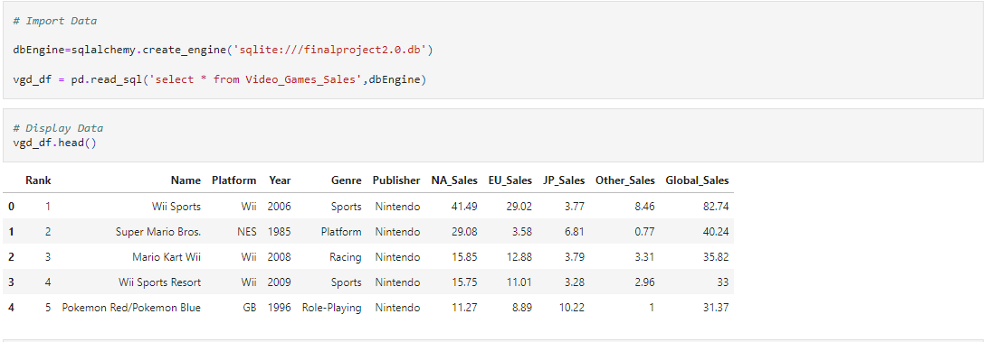 # Import Data
dbEngine=sqlalchemy.create_engine('sqlite:///finalproject2.0.db')
vgd_df = pd.read_sql('select * from Video_Games_Sales',dbEngine)
# Display Data
vgd_df.head()
Rank Name Platform Year Genre Publisher NA_Sales EU_Sales JP_Sales Other_Sales Global_Sales
0 1 Wii Sports Wii 2006 Sports Nintendo 41.49 29.02 3.77 8.46 82.74
1 2 Super Mario Bros. NES 1985 Platform Nintendo 29.08 3.58 6.81 0.77 40.24
2 3 Mario Kart Wii Wii 2008 Racing Nintendo 15.85 12.88 3.79 3.31 35.82
3 4 Wii Sports Resort Wii 2009 Sports Nintendo 15.75 11.01 3.28 2.96 33
4 5 Pokemon Red/Pokemon Blue GB 1996 Role-Playing Nintendo 11.27 8.89 10.22 1 31.37